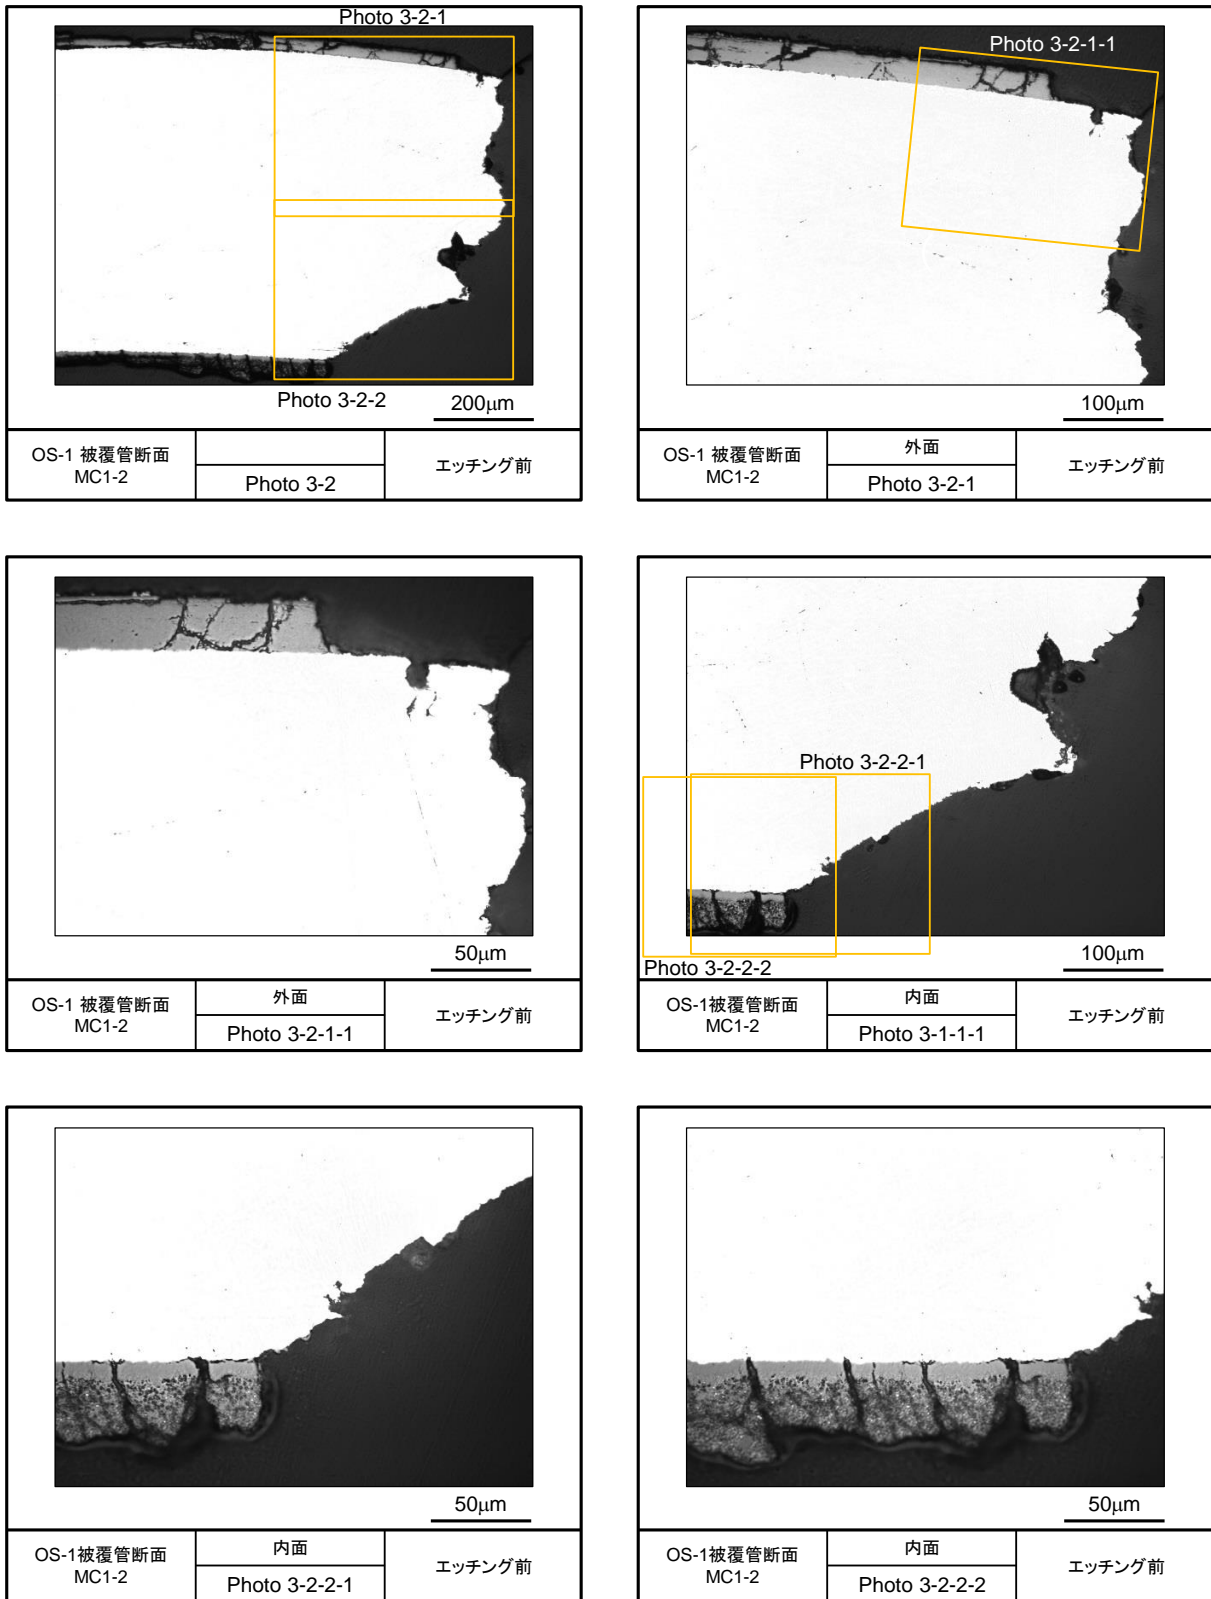 Photo 3-2-1
Photo 3-2-2
200μm
OS-1 被覆管断面
MC1-2
Photo 3-2
エッチング前
Photo 3-2-1-1
100μm
OS-1 被覆管断面
MC1-2
外面
Photo 3-2-1
エッチング前
50μm
OS-1 被覆管断面
MC1-2
外面
Photo 3-2-1-1
エッチング前
Photo 3-2-2-1
Photo 3-2-2-2
100μm
OS-1被覆管断面
MC1-2
内面
Photo 3-1-1-1
エッチング前
50μm
OS-1被覆管断面
MC1-2
内面
Photo 3-2-2-1
エッチング前
50μm
OS-1被覆管断面
MC1-2
内面
Photo 3-2-2-2
エッチング前